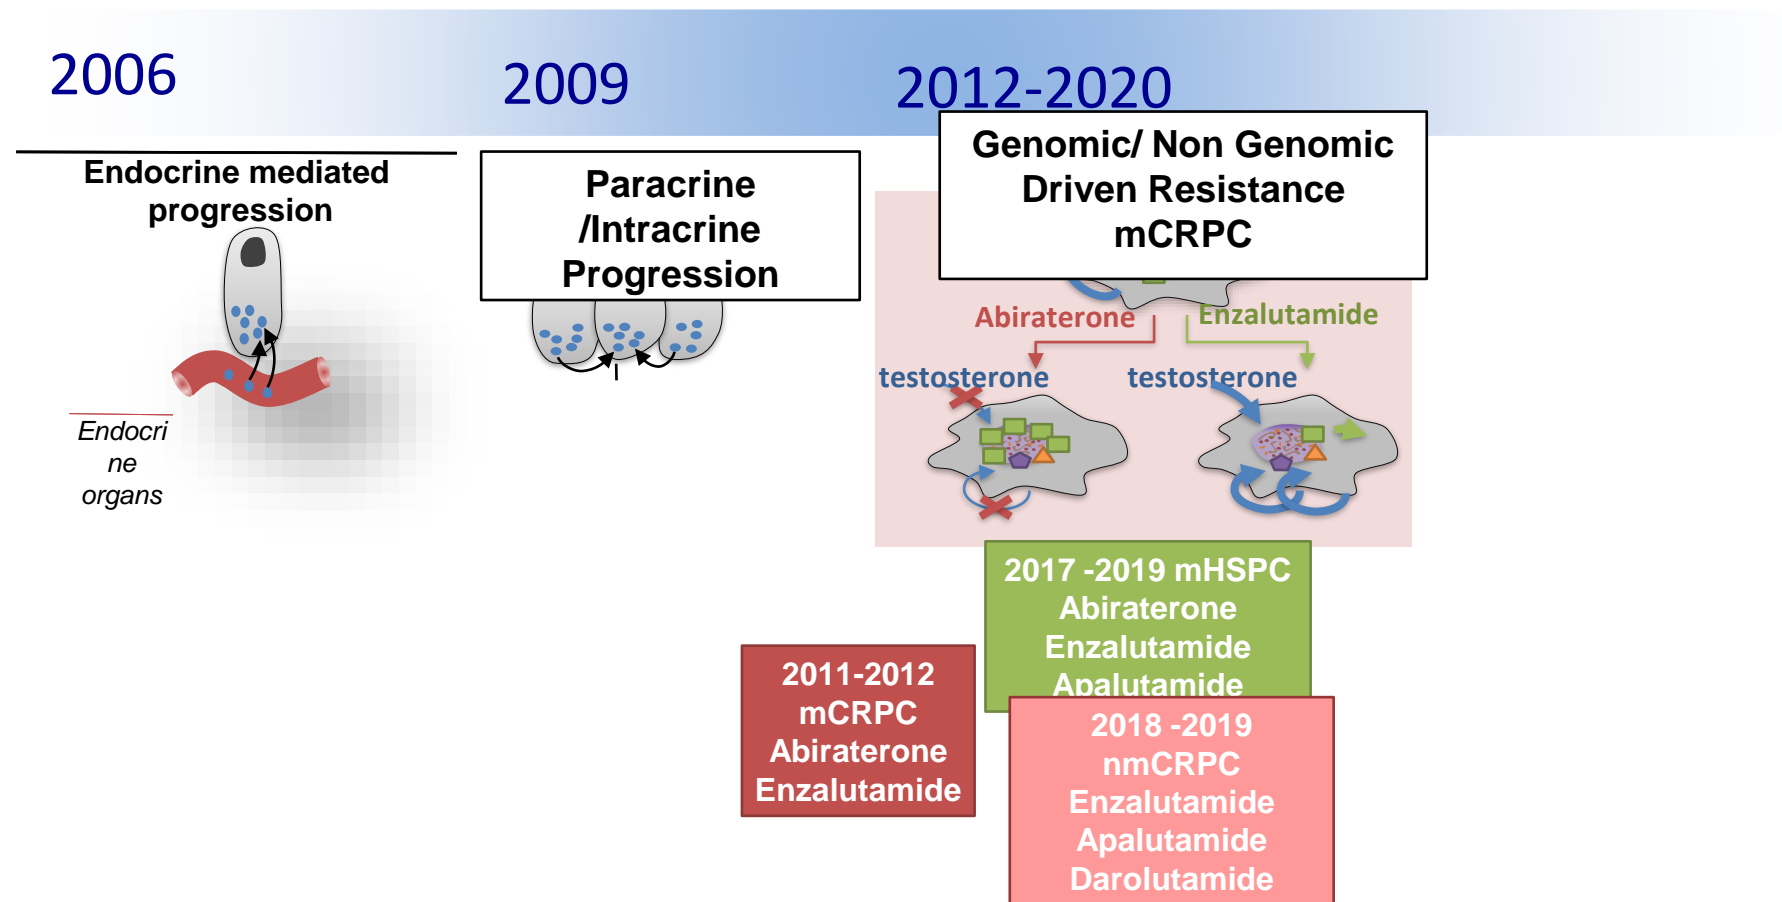 2006
2009
2012-2020
Endocrine mediated
progression
Endocri
ne
organs
Paracrine
/Intracrine
Progression
Genomic/ Non Genomic
Driven Resistance
mCRPC
Abiraterone
Enzalutamide
testosterone
testosterone
2011-2012
mCRPC
Abiraterone
Enzalutamide
2017 -2019 mHSPC
Abiraterone
Enzalutamide
Apalutamide
2018 -2019
nmCRPC
Enzalutamide
Apalutamide
Darolutamide